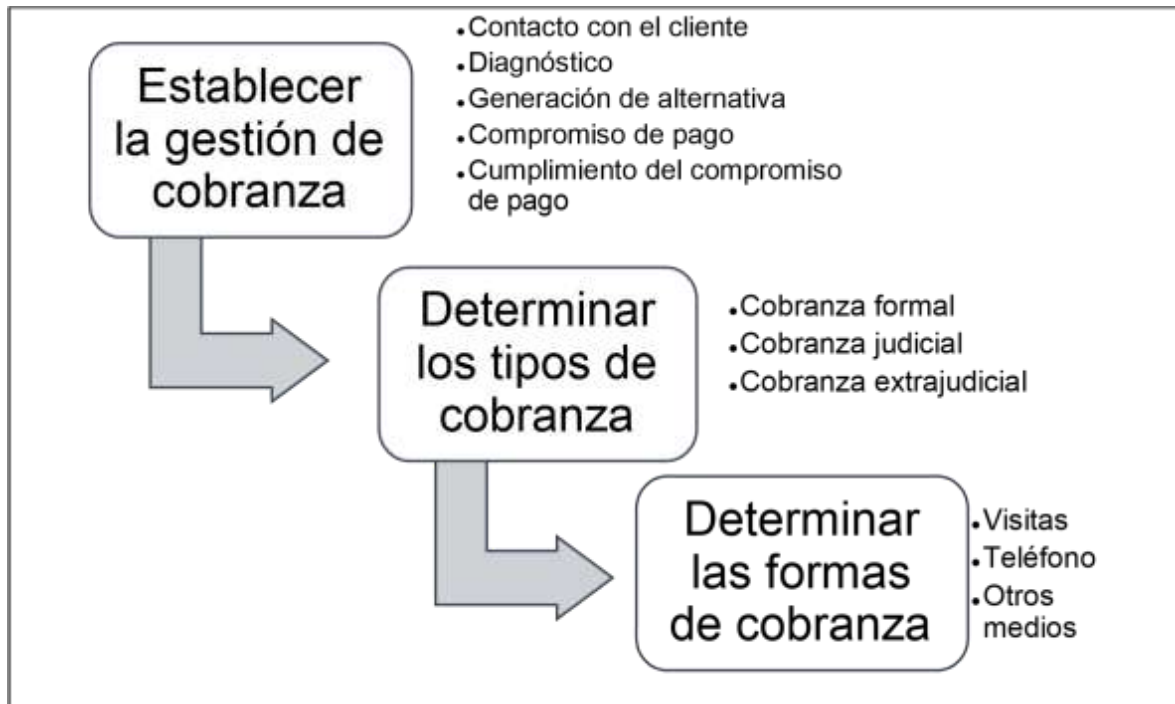 Establecer
la gestión de
cobranza
•Contacto con el cliente
•Diagnóstico
•Generación de alternativa
•Compromiso de pago
•Cumplimiento del compromiso
de pago
Determinar
los tipos de
cobranza
•Cobranza formal
•Cobranza judicial
•Cobranza extrajudicial
Determinar
las formas
de cobranza
•Visitas
•Teléfono
•Otros
medios